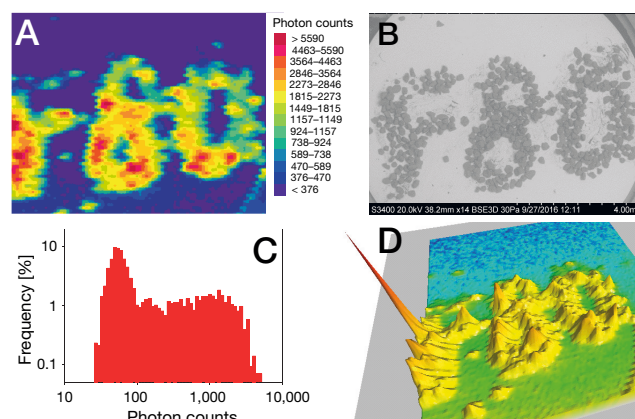 A
Photon counts
> 5590
4463–5590
3564–4463
2846–3564
2273–2846
1815–2273
1449–1815
1157–1149
924–1157
738–924
589–738
470–589
376–470
< 376
B
F80
S3400 20.0kV 38.2mm x14 BSE3D 30Pa 9/27/2016 12:11 4.00m
C
Frequency [%]
10
1
0.1
10
100
1,000
10,000
Photon counts
D